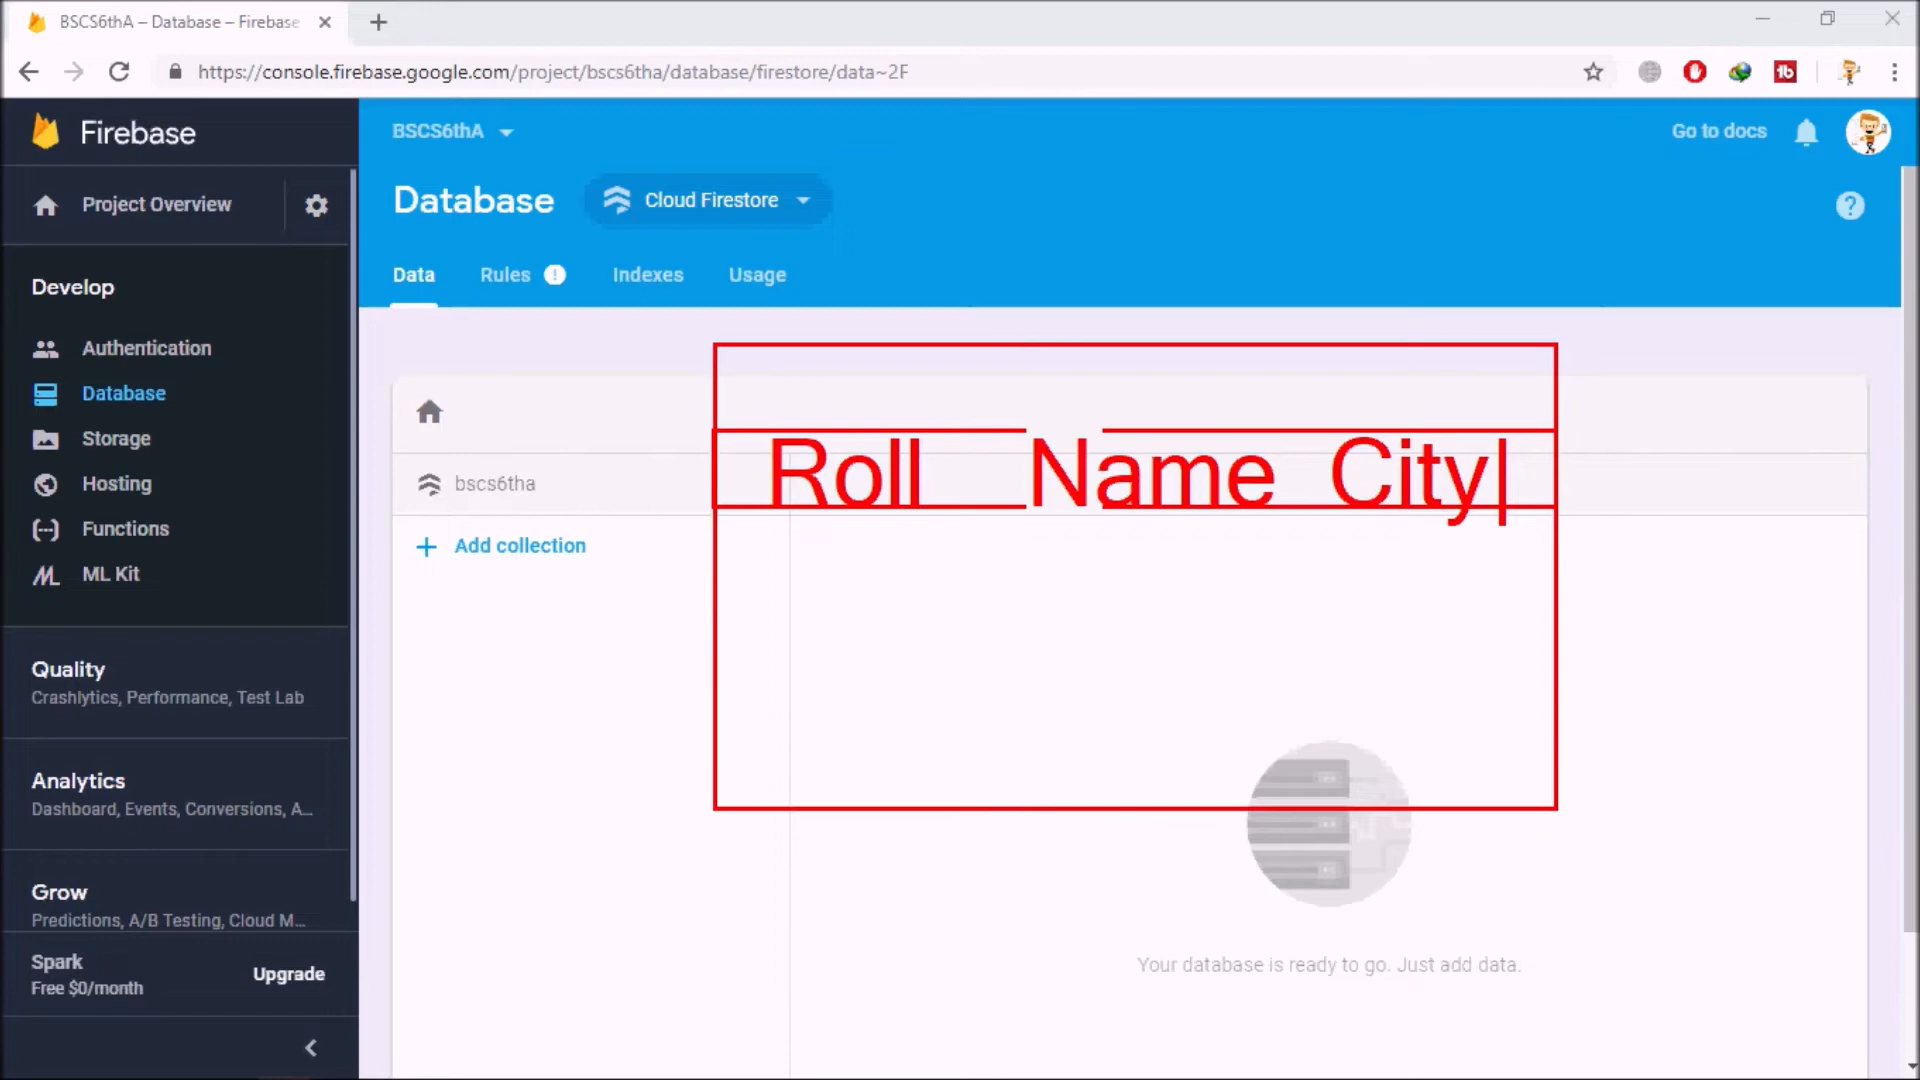 BSCS6thA – Database – Firebase
https://console.firebase.google.com/project/bscs6tha/database/firestore/data~2F
Firebase
Project Overview
Develop
Authentication
Database
Storage
Hosting
Functions
ML Kit
Quality
Crashlytics, Performance, Test Lab
Analytics
Dashboard, Events, Conversions, A...
Grow
Predictions, A/B Testing, Cloud M...
Spark
Free $0/month
Upgrade
BSCS6thA
Go to docs
Database
Cloud Firestore
Data Rules Indexes Usage
Roll Name City
bscs6tha
+ Add collection
Your database is ready to go. Just add data.